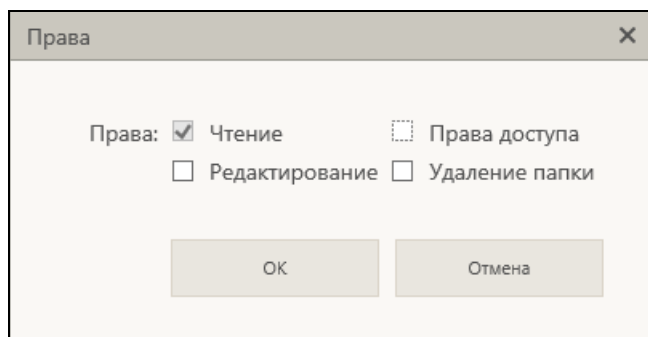 Права
Права: Чтение Права доступа
Редактирование Удаление папки
ОК Отмена